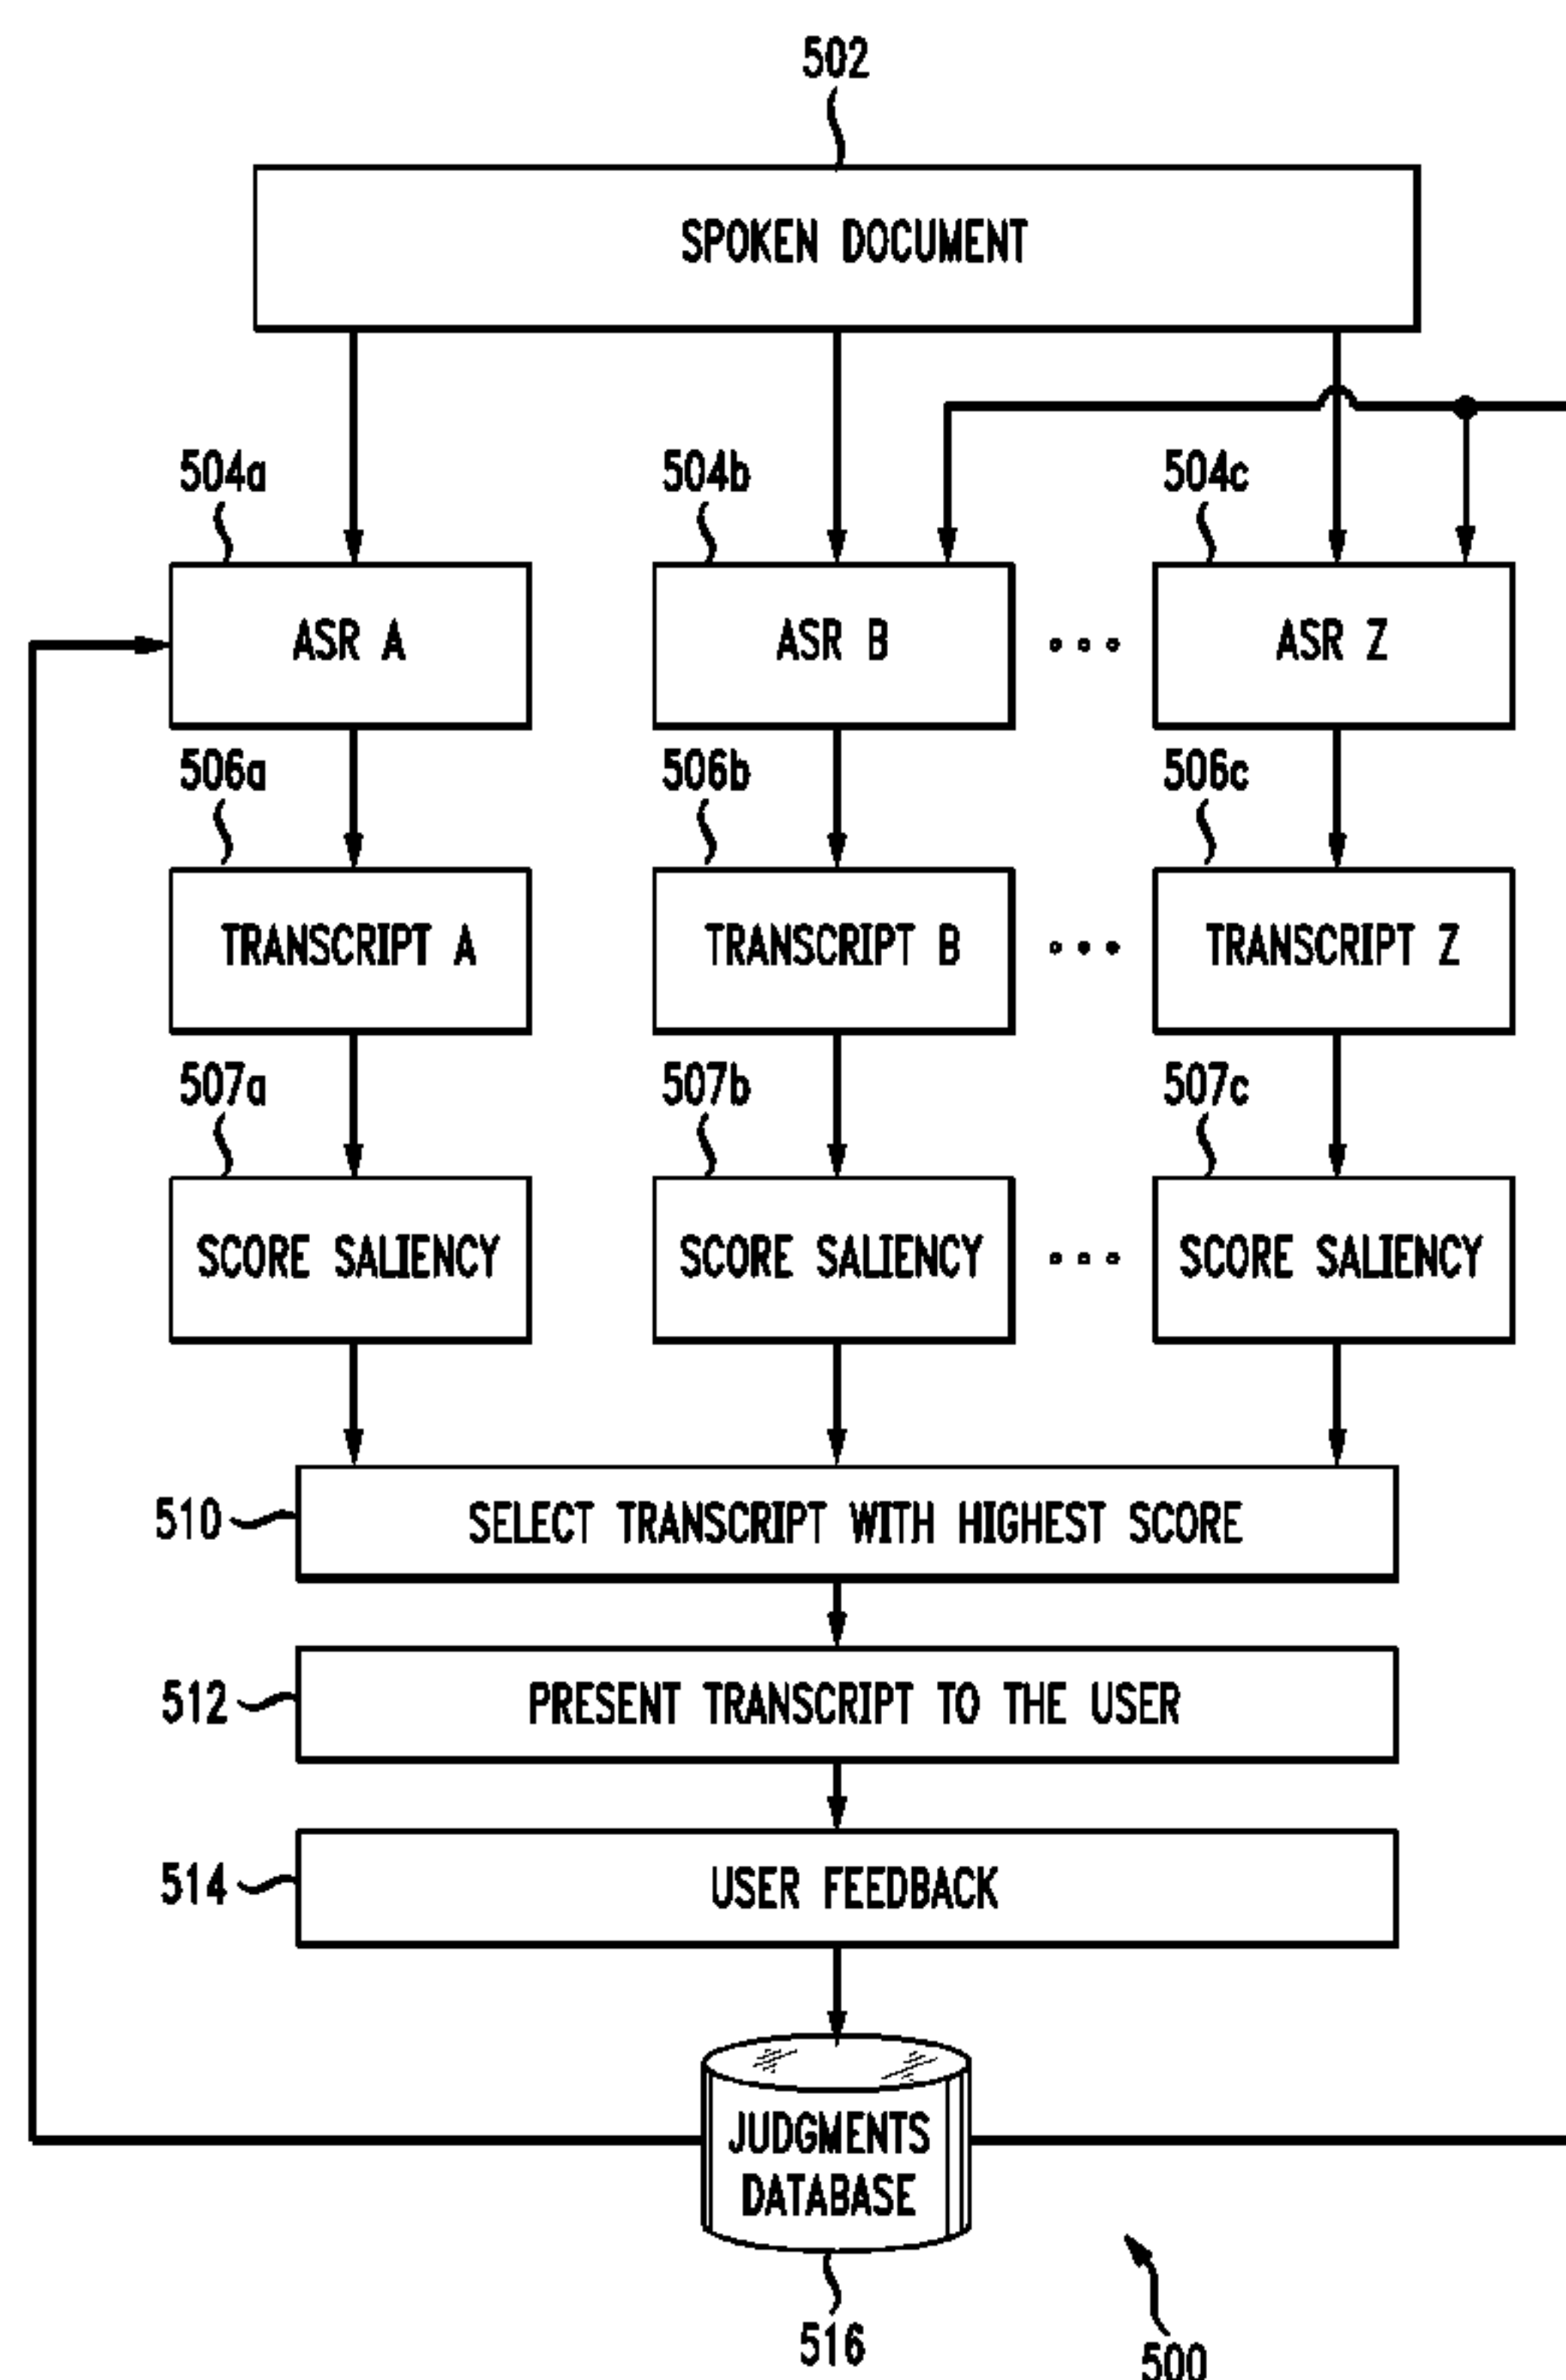 502
SPOKEN DOCUMENT
504a
504b
504c
ASR A
ASR B
ASR Z
506a
506b
506c
TRANSCRIPT A
TRANSCRIPT B
TRANSCRIPT Z
507a
507b
507c
SCORE SALIENCY
SCORE SALIENCY
SCORE SALIENCY
510
SELECT TRANSCRIPT WITH HIGHEST SCORE
512
PRESENT TRANSCRIPT TO THE USER
514
USER FEEDBACK
JUDGMENTS
DATABASE
516
500